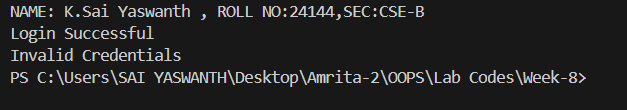 NAME: K.Sai Yaswanth , ROLL NO:24144,SEC:CSE-B
Login Successful
Invalid Credentials
PS C:\Users\SAI YASWANTH\Desktop\Amrita-2\OOPS\Lab Codes\Week-8>